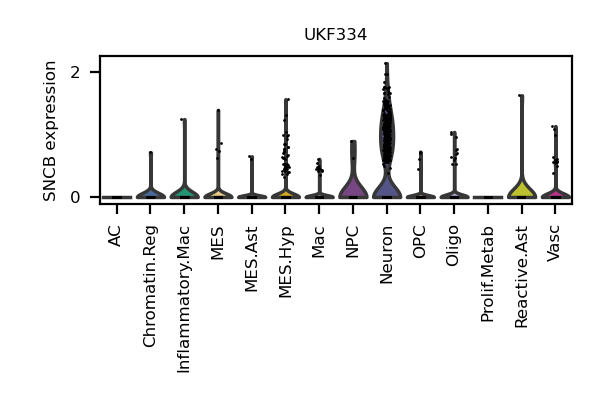 UKF334
SNCB expression
2
0
AC
Chromatin.Reg
Inflammatory.Mac
MES
MES.Ast
MES.Hyp
Mac
NPC
Neuron
OPC
Oligo
Prolif.Metab
Reactive.Ast
Vasc